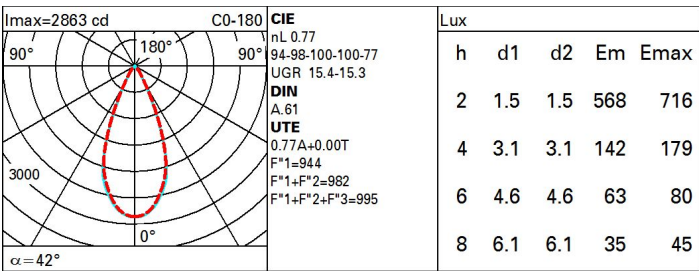 Imax=2863 cd C0-180
90° 180° 90°
3000
0°
α=42°
CIE
nL 0.77
94-98-100-100-77
UGR 15.4-15.3
DIN
A.61
UTE
0.77A+0.00T
F"1=944
F"1+F"2=982
F"1+F"2+F"3=995
Lux
h d1 d2 Em Emax
2 1.5 1.5 568 716
4 3.1 3.1 142 179
6 4.6 4.6 63 80
8 6.1 6.1 35 45